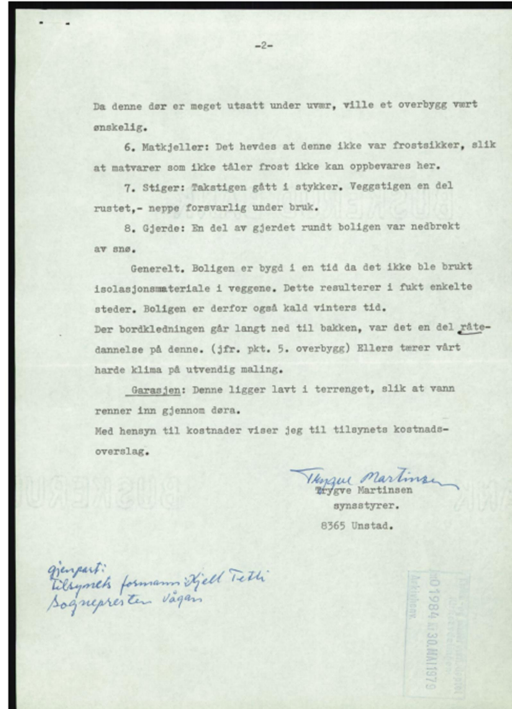 -2-
Da denne dør er meget utsatt under uvær, ville et overbygg vært
ønskelig.
6. Matkjeller: Det hevdes at denne ikke var frostsikker, slik
at matvarer som ikke tåler frost ikke kan oppbevares her.
7. Stiger: Takstigen gått i stykker. Veggstigen en del
rustet,- neppe forsvarlig under bruk.
8. Gjerde: En del av gjerdet rundt boligen var nedbrekt
av snø.
Generelt. Boligen er bygd i en tid da det ikke ble brukt
isolasjonsmateriale i veggene. Dette resulterer i fukt enkelte
steder. Boligen er derfor også kald vinters tid.
Der bordkledningen går langt ned til bakken, var det en del råte-
dannelse på denne. (jfr. pkt. 5. overbygg) Ellers tærer vårt
harde klima på utvendig maling.
Garasjen: Denne ligger lavt i terrenget, slik at vann
renner inn gjennom døra.
Med hensyn til kostnader viser jeg til tilsynets kostnads-
overslag.
Trygve Martinsen
Trygve Martinsen
synsstyrer.
8365 Unstad.
gjenpart:
tilsynets formann: Kjell Tetli
Sognepresten Vågan
01984 30.MAI1979